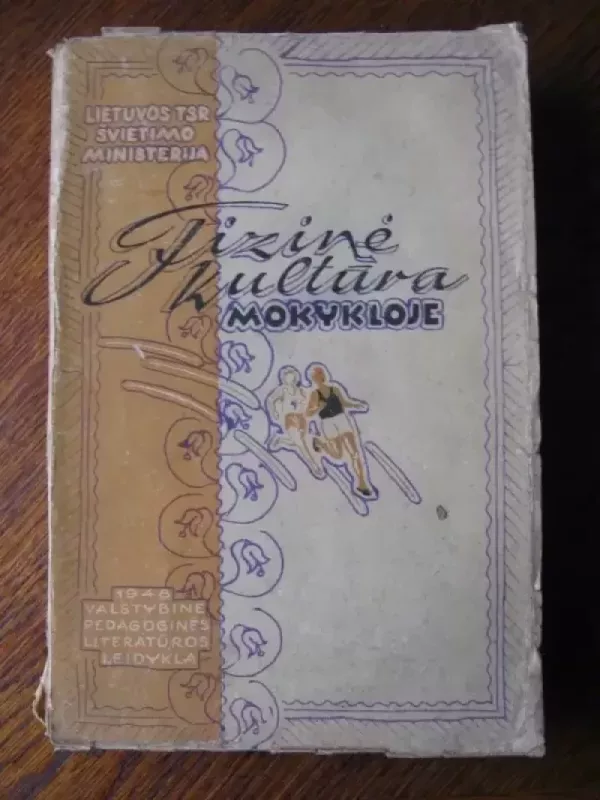 LIETUVOS TSR
ŠVIETIMO
MINISTERIJA
Fizinė
kultūra
MOKYKLOJE
1948
VALSTYBINĖ
PEDAGOGINĖS
LITERATŪROS
LEIDYKLA